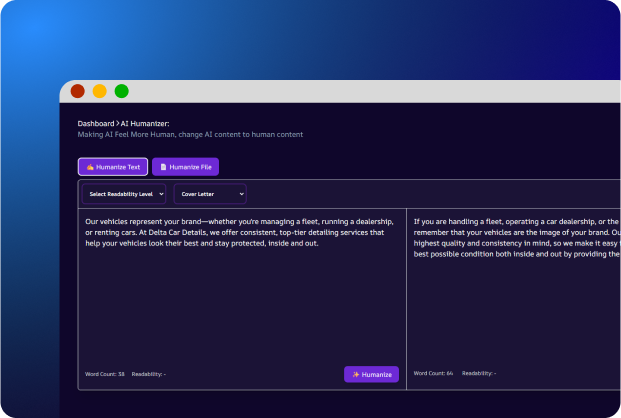 Dashboard > AI Humanizer:
Making AI Feel More Human, change AI content to human content
✍️ Humanize Text
📄 Humanize File
Select Readability Level
Cover Letter
Our vehicles represent your brand—whether you're managing a fleet, running a dealership,
or renting cars. At Delta Car Details, we offer consistent, top-tier detailing services that
help your vehicles look their best and stay protected, inside and out.
Word Count: 38 Readability: -
✨ Humanize
If you are handling a fleet, operating a car dealership, or the
remember that your vehicles are the image of your brand.
highest quality and consistency in mind, so we make it easy
best possible condition both inside and out by providing the
Word Count: 64 Readability: -